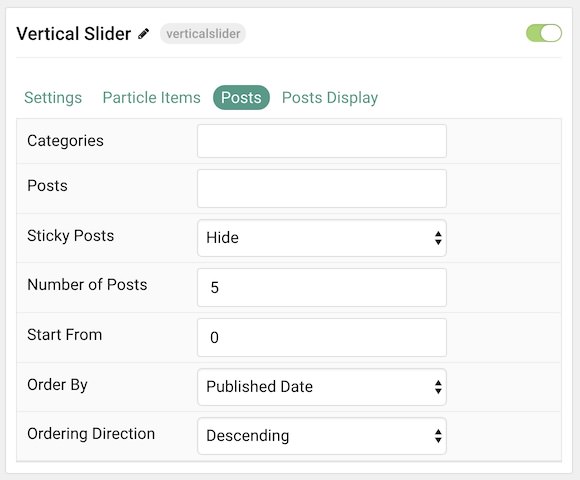 Vertical Slider verticalslider
Settings Particle Items Posts Posts Display
Categories
Posts
Sticky Posts Hide
Number of Posts 5
Start From 0
Order By Published Date
Ordering Direction Descending